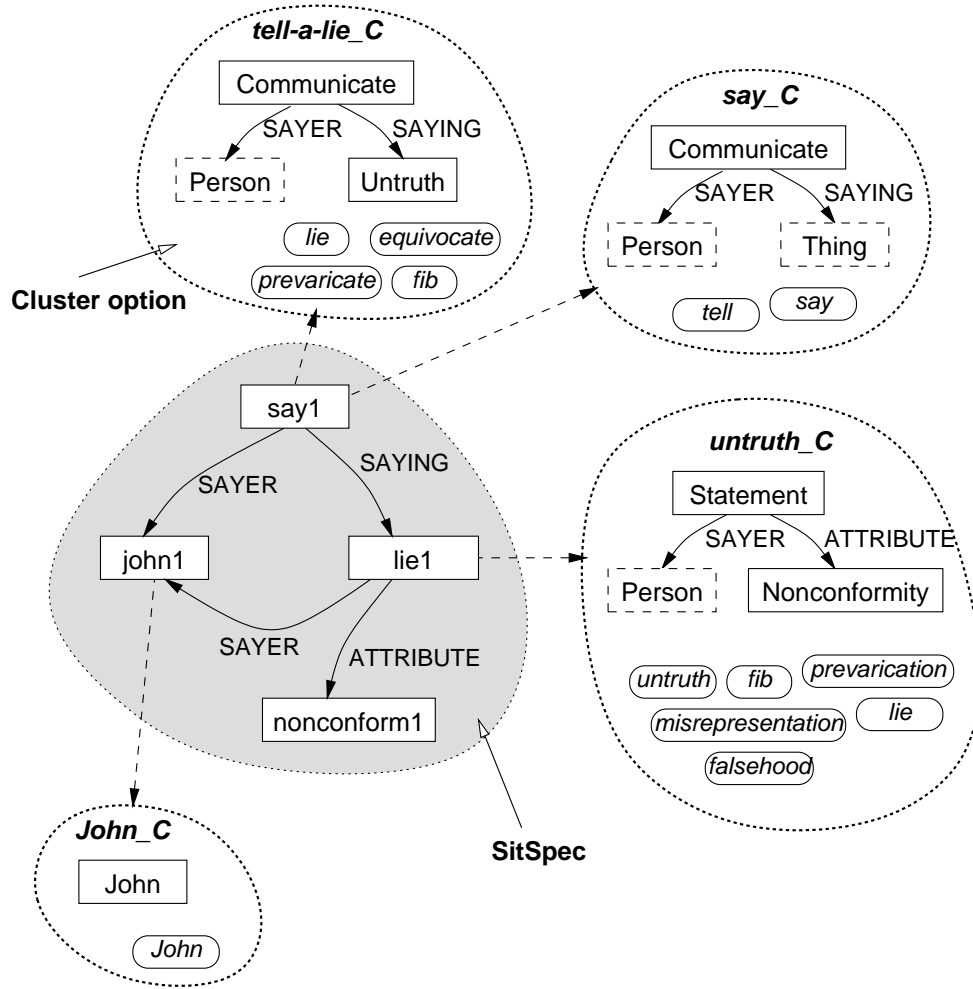 tell-a-lie_C
Communicate
SAYER SAYING
Person Untruth
lie equivocate
prevaricate fib
Cluster option
say_C
Communicate
SAYER SAYING
Person Thing
tell say
say1
SAYER SAYING
john1 lie1
SAYER ATTRIBUTE
nonconform1
SitSpec
untruth_C
Statement
SAYER ATTRIBUTE
Person Nonconformity
untruth fib prevarication
misrepresentation lie
falsehood
John_C
John
John